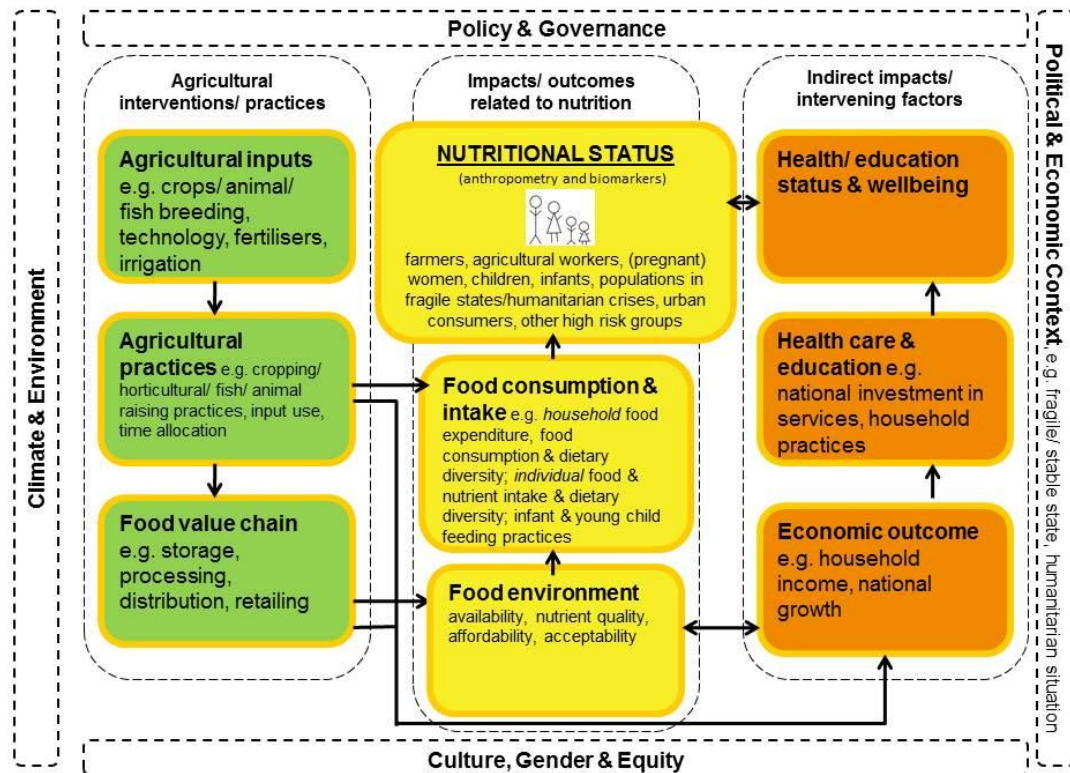 Policy & Governance
Climate & Environment
Agricultural
interventions/ practices
Agricultural inputs
e.g. crops/ animal/
fish breeding,
technology, fertilisers,
irrigation
Agricultural
practices e.g. cropping/
horticultural/ fish/ animal
raising practices, input use,
time allocation
Food value chain
e.g. storage,
processing,
distribution, retailing
Impacts/ outcomes
related to nutrition
NUTRITIONAL STATUS
(anthropometry and biomarkers)
farmers, agricultural workers, (pregnant)
women, children, infants, populations in
fragile states/humanitarian crises, urban
consumers, other high risk groups
Food consumption &
intake e.g. household food
expenditure, food
consumption & dietary
diversity; individual food &
nutrient intake & dietary
diversity; infant & young child
feeding practices
Food environment
availability, nutrient quality,
affordability, acceptability
Indirect impacts/
intervening factors
Health/ education
status & wellbeing
Health care &
education e.g.
national investment in
services, household
practices
Economic outcome
e.g. household
income, national
growth
Political & Economic Context, e.g. fragile/ stable state, humanitarian situation
Culture, Gender & Equity